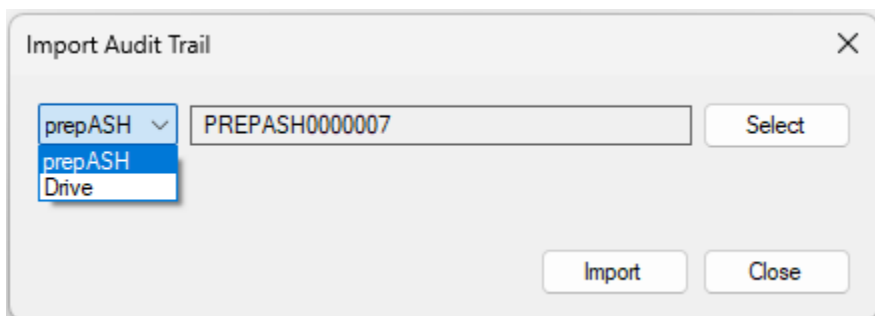 Import Audit Trail
prepASH PREPASH0000007 Select
prepASH
Drive
Import Close